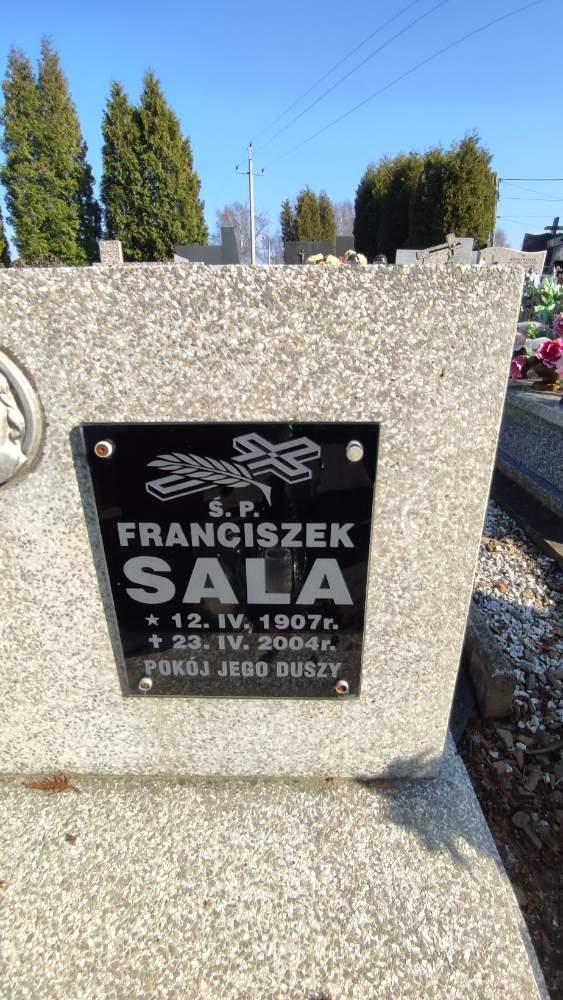 Ś. P.
FRANCISZEK
SALA
★ 12. IV. 1907r.
✝ 23. IV. 2004r.
POKÓJ JEGO DUSZY